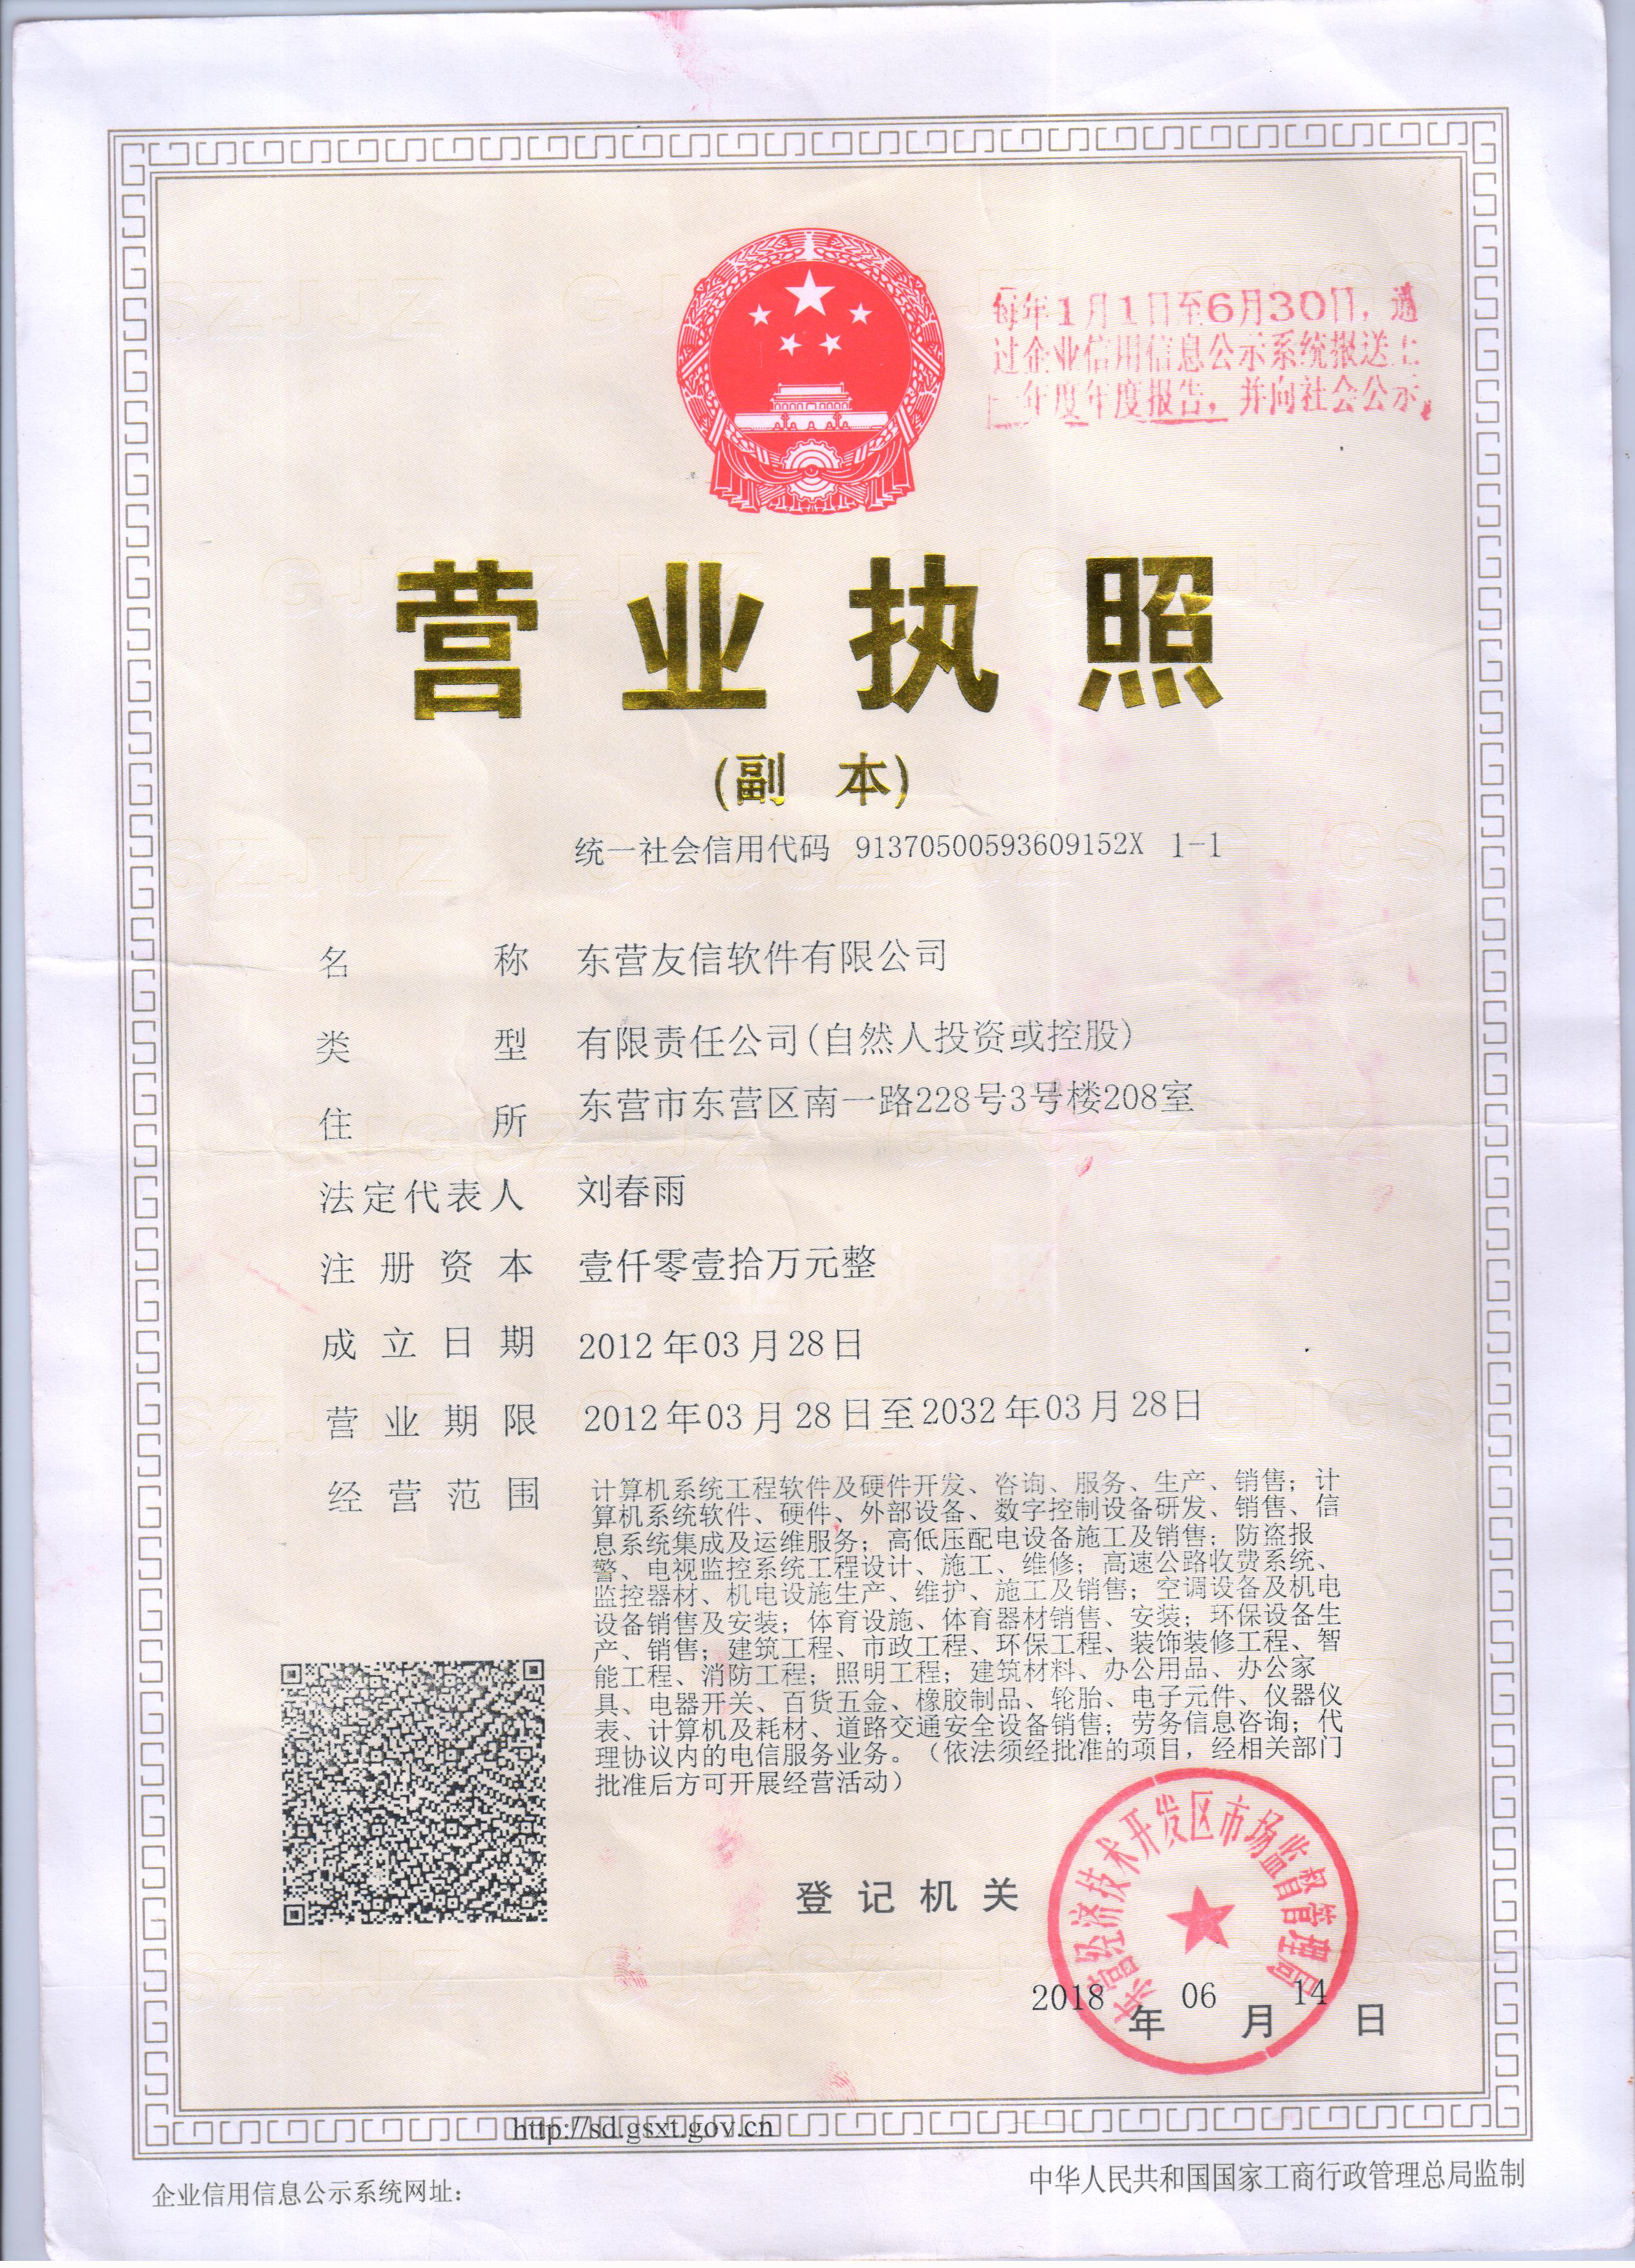 每年1月1日至6月30日，通
过企业信用信息公示系统报送上
一年度年度报告，并向社会公示
营业执照
(副 本)
统一社会信用代码 91370500593609152X 1-1
名 称 东营友信软件有限公司
类 型 有限责任公司(自然人投资或控股)
住 所 东营市东营区南一路228号3号楼208室
法定代表人 刘春雨
注册资本 壹仟零壹拾万元整
成立日期 2012年03月28日
营业期限 2012年03月28日至2032年03月28日
经营范围 计算机系统工程软件及硬件开发、咨询、服务、生产、销售；计
算机系统软件、硬件、外部设备、数字控制设备研发、销售、信
息系统集成及运维服务；高低压配电设备施工及销售；防盗报
警、电视监控系统工程设计、施工、维修；高速公路收费系统、
监控器材、机电设施生产、维护、施工及销售；空调设备及机电
设备销售及安装；体育设施、体育器材销售、安装；环保设备生
产、销售；建筑工程、市政工程、环保工程、装饰装修工程、智
能工程、消防工程；照明工程；建筑材料、办公用品、办公家
具、电器开关、百货五金、橡胶制品、轮胎、电子元件、仪器仪
表、计算机及耗材、道路交通安全设备销售；劳务信息咨询；代
理协议内的电信服务业务。（依法须经批准的项目，经相关部门
批准后方可开展经营活动）
登记机关
东营经济技术开发区市场监督管理局
2018年06月14日
http://sd.gsxt.gov.cn
企业信用信息公示系统网址：
中华人民共和国国家工商行政管理总局监制